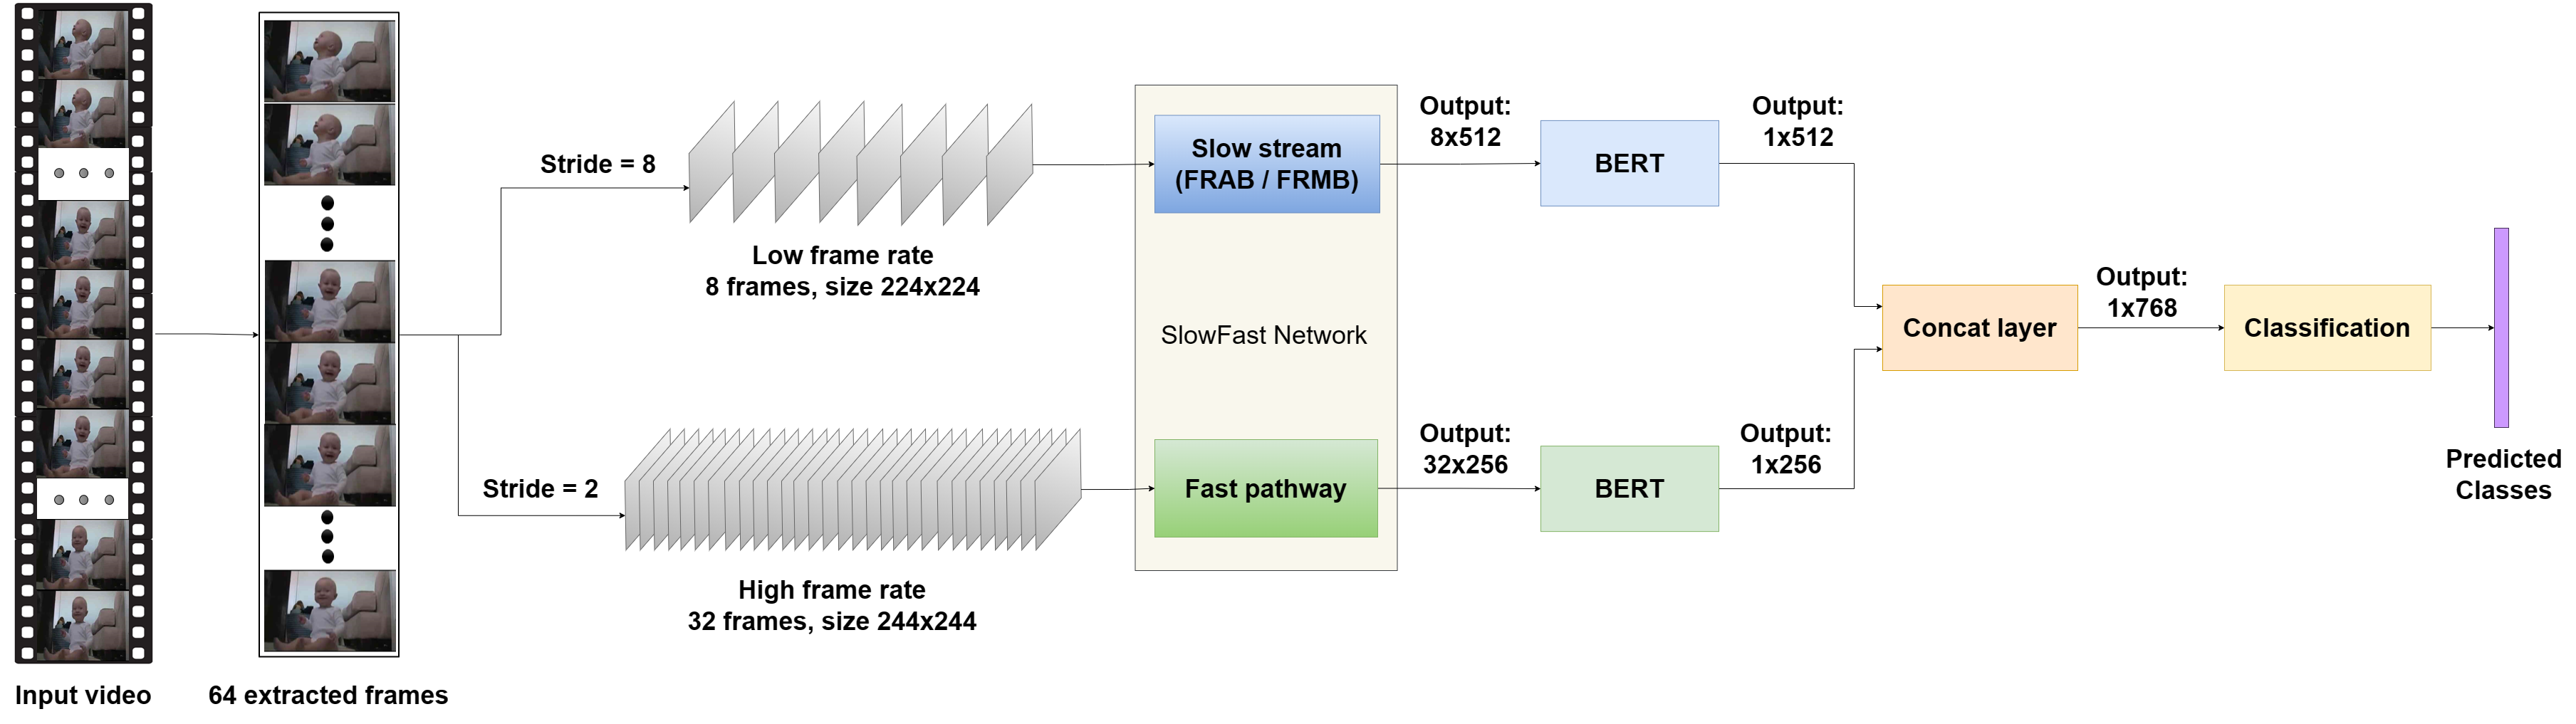 Input video
64 extracted frames
Stride = 8
Low frame rate
8 frames, size 224x224
Stride = 2
High frame rate
32 frames, size 244x244
Slow stream
(FRAB / FRMB)
SlowFast Network
Fast pathway
Output:
8x512
BERT
Output:
1x512
Output:
32x256
BERT
Output:
1x256
Concat layer
Output:
1x768
Classification
Predicted
Classes